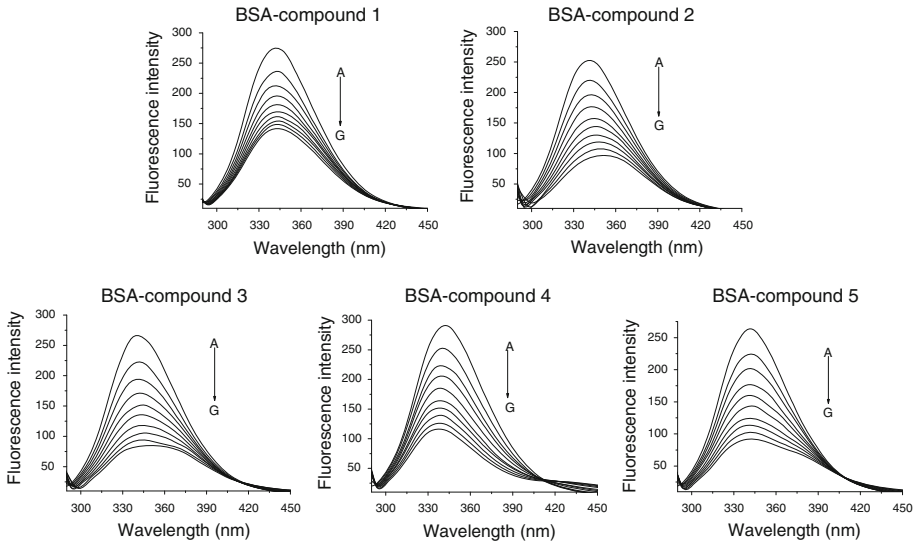 BSA-compound 1
Fluorescence intensity
300
250
200
150
100
50
A
G
300 330 360 390 420 450
Wavelength (nm)
BSA-compound 2
Fluorescence intensity
300
250
200
150
100
50
A
G
300 330 360 390 420 450
Wavelength (nm)
BSA-compound 3
Fluorescence intensity
300
250
200
150
100
50
A
G
300 330 360 390 420 450
Wavelength (nm)
BSA-compound 4
Fluorescence intensity
300
250
200
150
100
50
A
G
300 330 360 390 420 450
Wavelength (nm)
BSA-compound 5
Fluorescence intensity
250
200
150
100
50
A
G
300 330 360 390 420 450
Wavelength (nm)